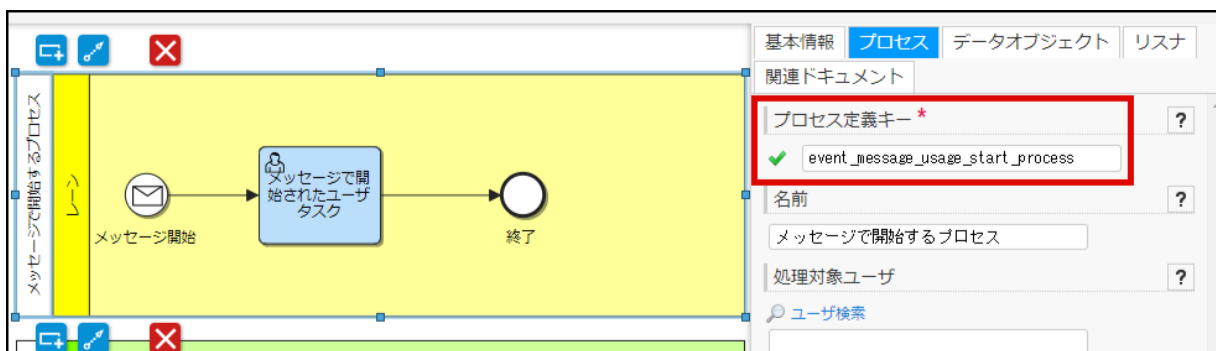 基本情報 プロセス データオブジェクト リスナ
関連ドキュメント
プロセス定義キー * ?
event_message_usage_start_process
名前 ?
メッセージで開始するプロセス
処理対象ユーザ ?
ユーザ検索
メッセージで開始するプロセス
レーン
メッセージ開始
メッセージで開
始されたユーザ
タスク
終了